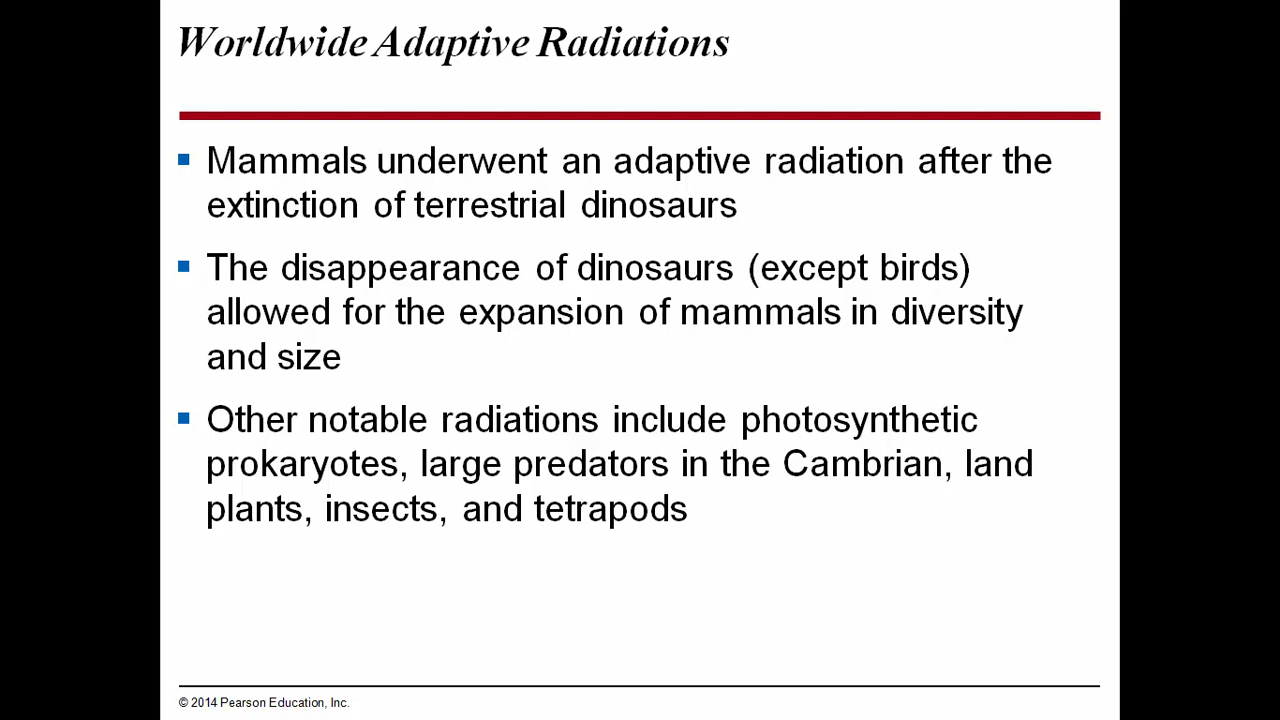 Worldwide Adaptive Radiations
Mammals underwent an adaptive radiation after the
extinction of terrestrial dinosaurs
The disappearance of dinosaurs (except birds)
allowed for the expansion of mammals in diversity
and size
Other notable radiations include photosynthetic
prokaryotes, large predators in the Cambrian, land
plants, insects, and tetrapods
© 2014 Pearson Education, Inc.